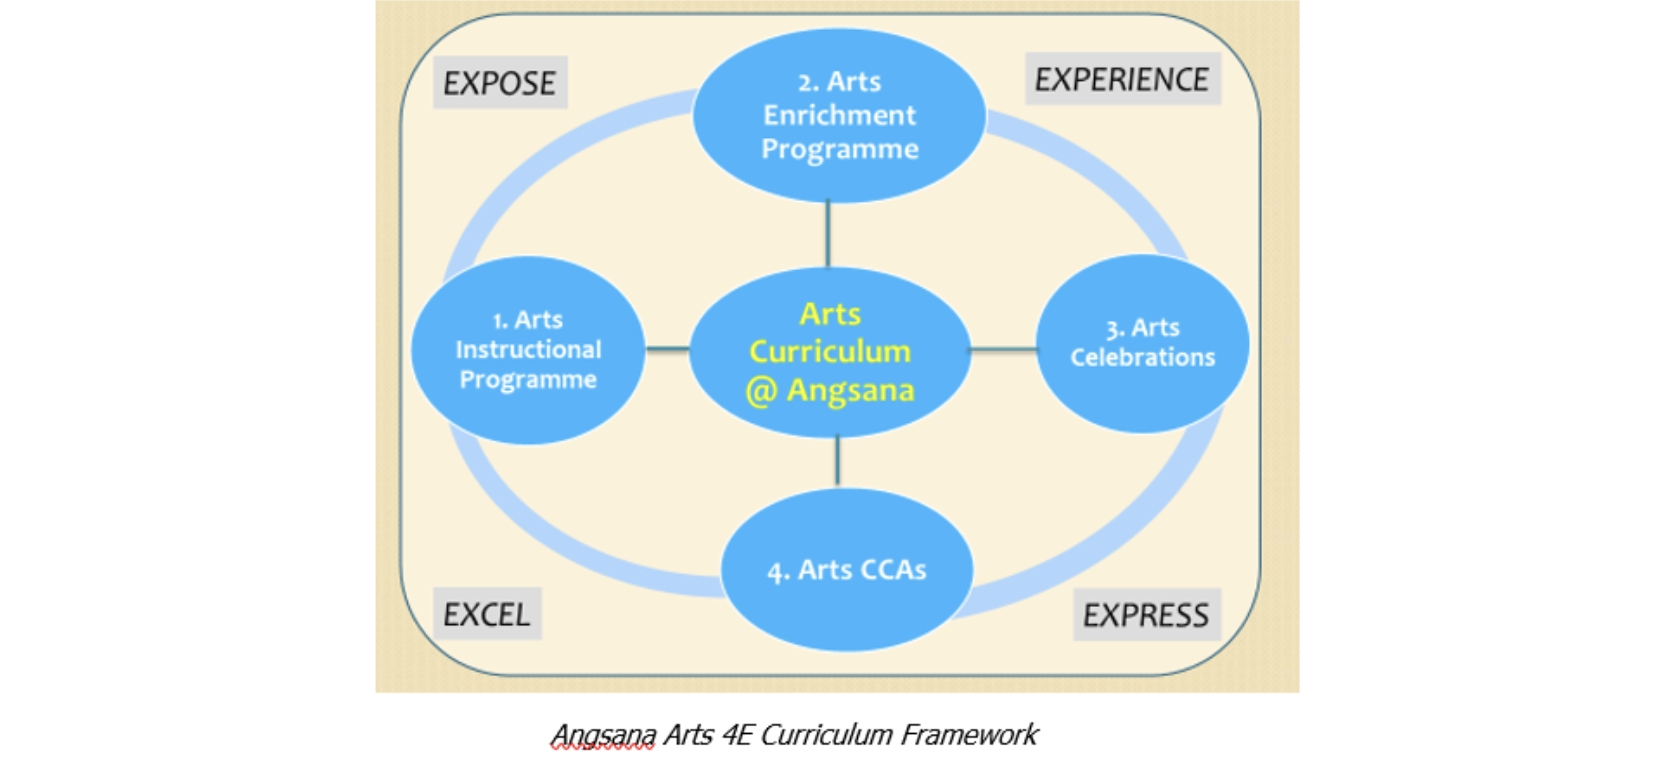 EXPOSE
EXPERIENCE
2. Arts
Enrichment
Programme
1. Arts
Instructional
Programme
Arts
Curriculum
@ Angsana
3. Arts
Celebrations
4. Arts CCAs
EXCEL
EXPRESS
Angsana Arts 4E Curriculum Framework